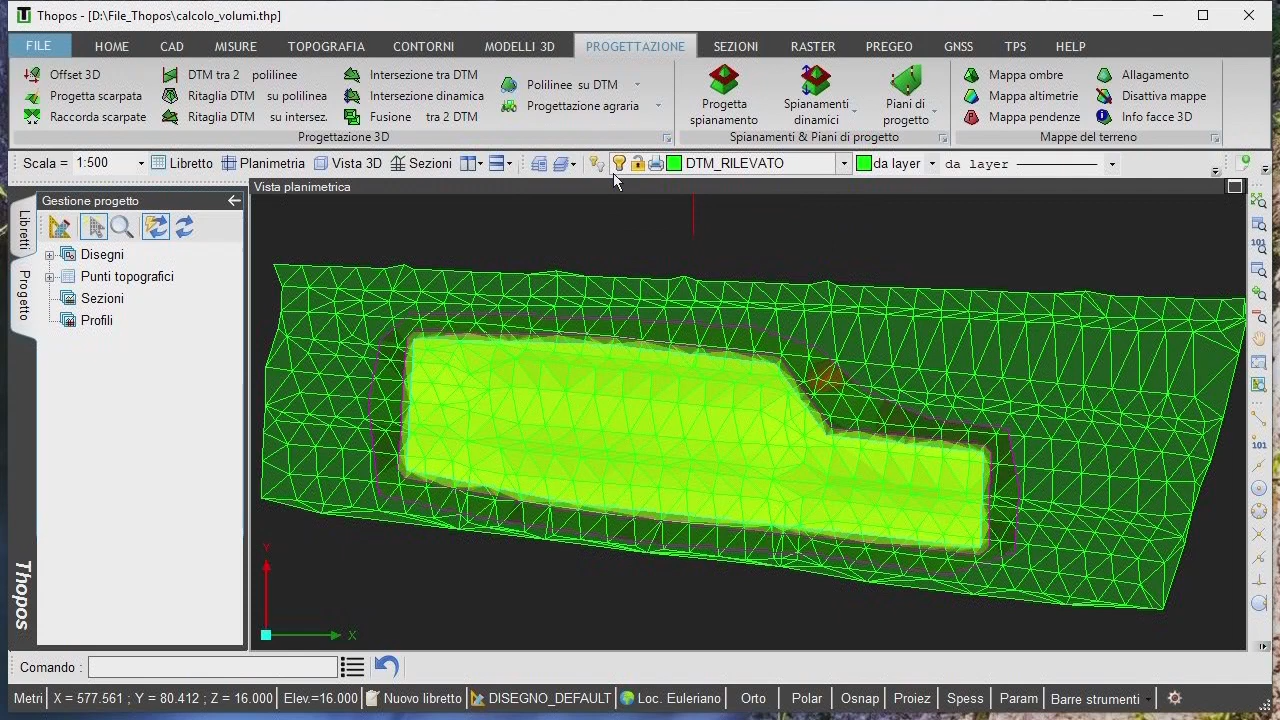 Thopos - [D:\File_Thopos\calcolo_volumi.thp]
FILE HOME CAD MISURE TOPOGRAFIA CONTORNI MODELLI 3D PROGETTAZIONE SEZIONI RASTER PREGEO GNSS TPS HELP
Offset 3D DTM tra 2 polilinee Intersezione tra DTM Polilinee su DTM Progetta spianamento Spianamenti dinamici Piani di progetto Mappa ombre Allagamento
Progetta scarpata Ritaglia DTM su polilinea Intersezione dinamica Progettazione agraria Mappa altimetrie Disattiva mappe
Raccorda scarpate Ritaglia DTM su intersez. Fusione tra 2 DTM Mappa pendenze Info facce 3D
Progettazione 3D Spianamenti & Piani di progetto Mappe del terreno
Scala = 1:500 Libretto Planimetria Vista 3D Sezioni DTM_RILEVATO da layer da layer
Gestione progetto Vista planimetrica
Libretti
Progetto
Disegni
Punti topografici
Sezioni
Profili
101
101
Thopos
Y
X
Comando :
Metri X = 577.561 ; Y = 80.412 ; Z = 16.000 Elev.=16.000 Nuovo libretto DISEGNO_DEFAULT Loc. Euleriano Orto Polar Osnap Proiez Spess Param Barre strumenti